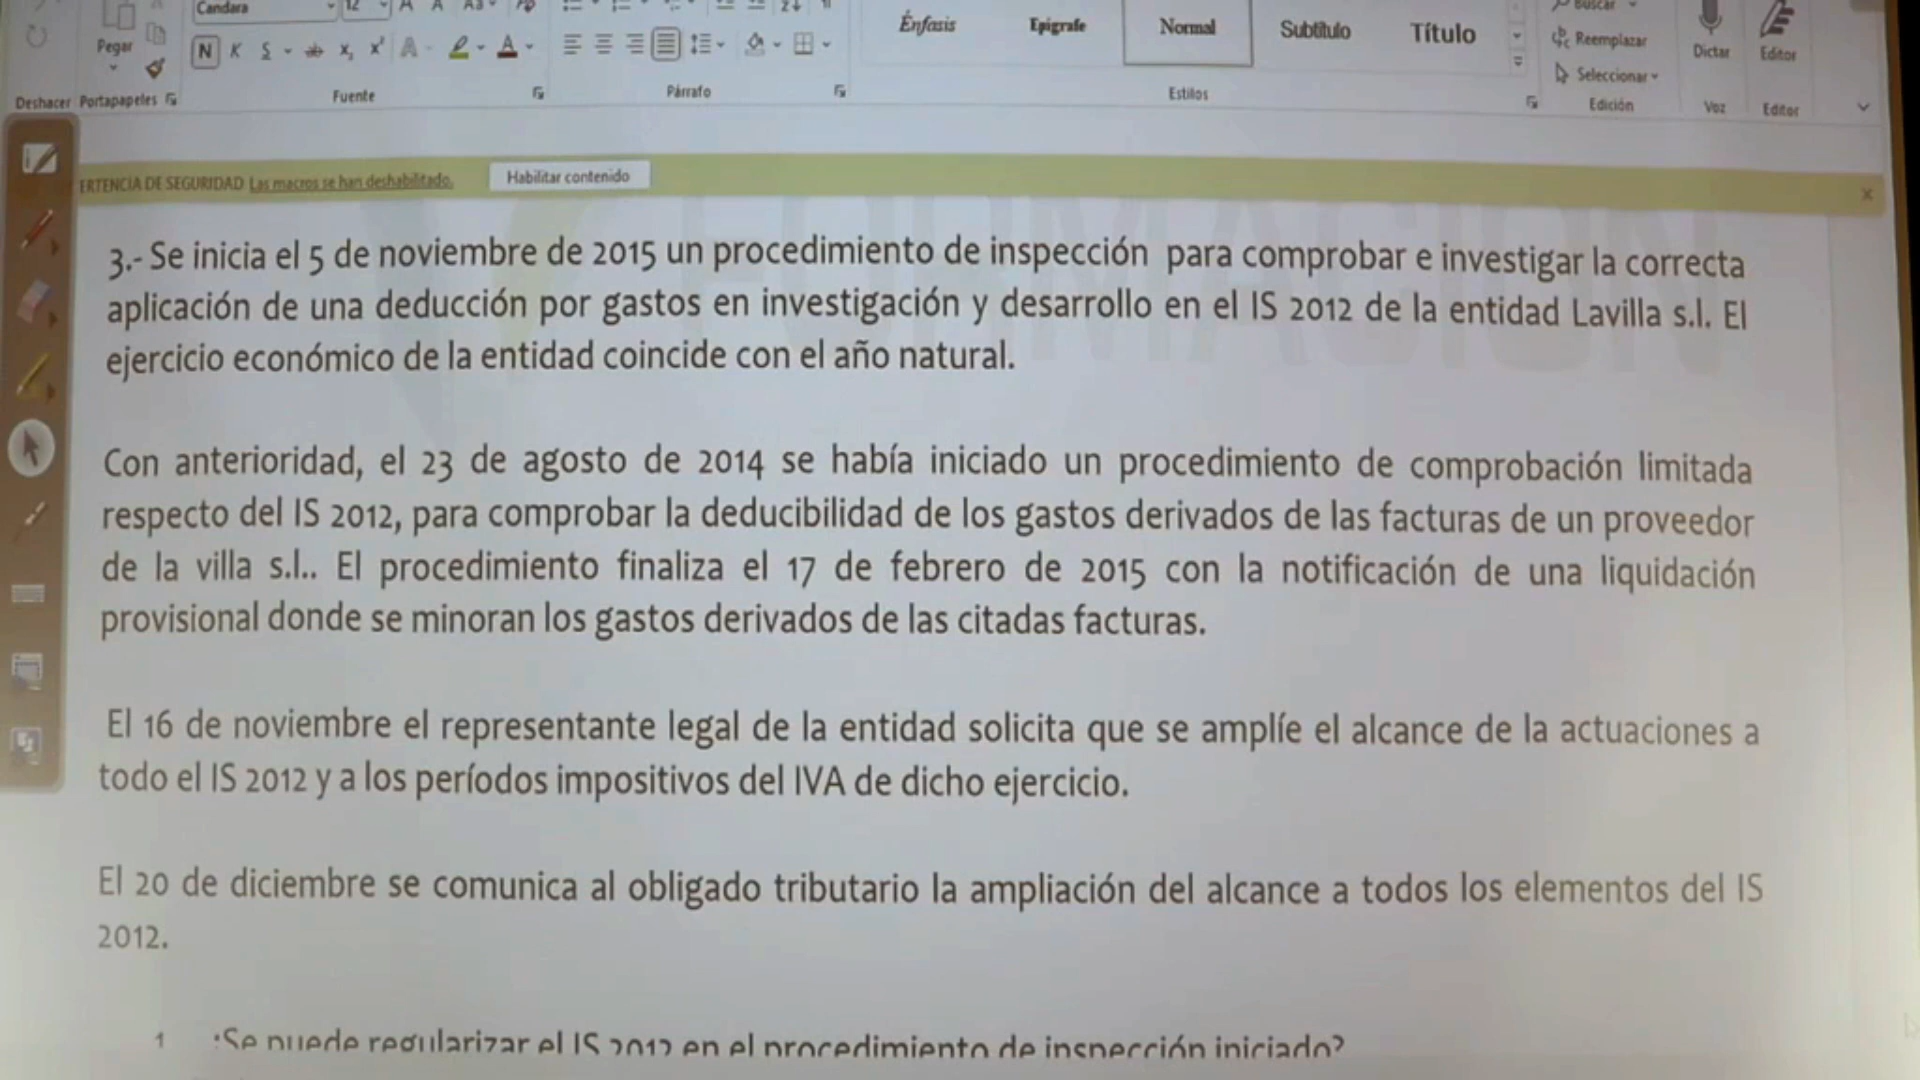 Candara
12
Pegar
N K S
Énfasis
Epígrafe
Normal
Subtítulo
Título
Buscar
Reemplazar
Seleccionar
Dictar
Editor
Deshacer
Portapapeles
Fuente
Párrafo
Estilos
Edición
Voz
Editor
ERTENCIA DE SEGURIDAD Las macros se han deshabilitado.
Habilitar contenido
FORMACIÓN
3.- Se inicia el 5 de noviembre de 2015 un procedimiento de inspección para comprobar e investigar la correcta
aplicación de una deducción por gastos en investigación y desarrollo en el IS 2012 de la entidad Lavilla s.l. El
ejercicio económico de la entidad coincide con el año natural.
Con anterioridad, el 23 de agosto de 2014 se había iniciado un procedimiento de comprobación limitada
respecto del IS 2012, para comprobar la deducibilidad de los gastos derivados de las facturas de un proveedor
de la villa s.l.. El procedimiento finaliza el 17 de febrero de 2015 con la notificación de una liquidación
provisional donde se minoran los gastos derivados de las citadas facturas.
El 16 de noviembre el representante legal de la entidad solicita que se amplíe el alcance de la actuaciones a
todo el IS 2012 y a los períodos impositivos del IVA de dicho ejercicio.
El 20 de diciembre se comunica al obligado tributario la ampliación del alcance a todos los elementos del IS
2012.
1 ¿Se puede regularizar el IS 2012 en el procedimiento de inspección iniciado?